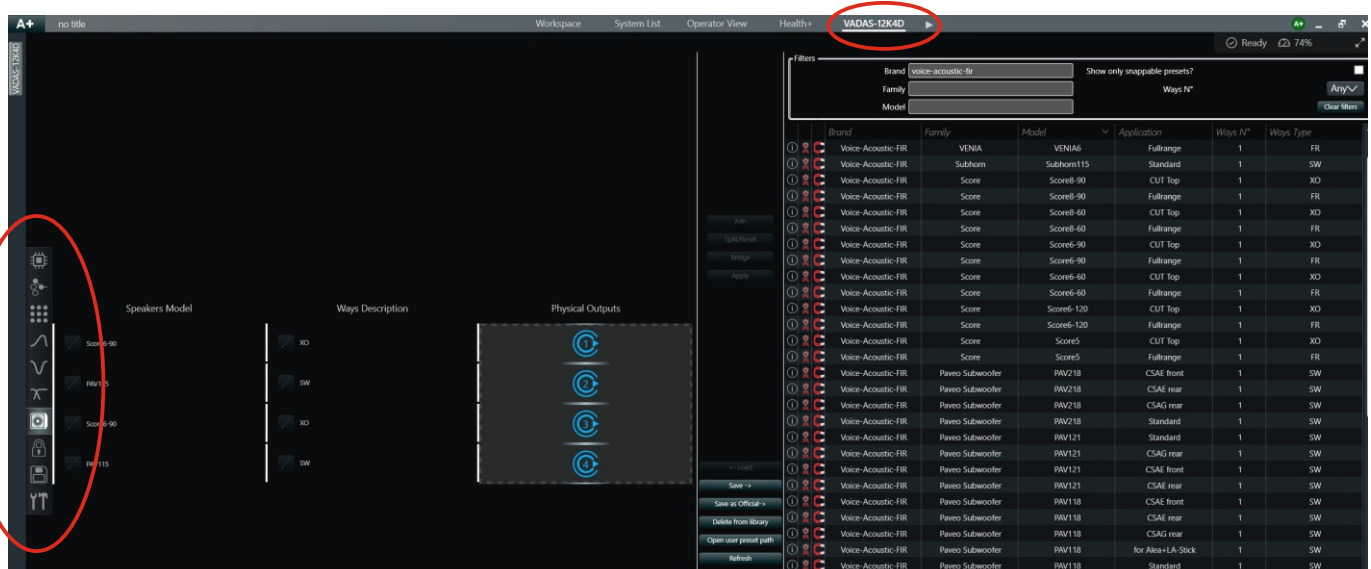 A+ no title Workspace System List Operator View Health+ VADAS-12K4D A+
VADAS-12K4D
Ready 74%
Filters
Brand voice-acoustic-fir Show only snappable presets?
Family Ways N° Any
Model Clear filters
Brand Family Model Application Ways N° Ways Type
Voice-Acoustic-FIR VENIA VENIA6 Fullrange 1 FR
Voice-Acoustic-FIR Subhorn Subhorn115 Standard 1 SW
Voice-Acoustic-FIR Score Score8-90 CUT Top 1 XO
Voice-Acoustic-FIR Score Score8-90 Fullrange 1 FR
Voice-Acoustic-FIR Score Score8-60 CUT Top 1 XO
Voice-Acoustic-FIR Score Score8-60 Fullrange 1 FR
Voice-Acoustic-FIR Score Score6-90 CUT Top 1 XO
Voice-Acoustic-FIR Score Score6-90 Fullrange 1 FR
Voice-Acoustic-FIR Score Score6-60 CUT Top 1 XO
Voice-Acoustic-FIR Score Score6-60 Fullrange 1 FR
Voice-Acoustic-FIR Score Score6-120 CUT Top 1 XO
Voice-Acoustic-FIR Score Score6-120 Fullrange 1 FR
Voice-Acoustic-FIR Score Score5 CUT Top 1 XO
Voice-Acoustic-FIR Score Score5 Fullrange 1 FR
Voice-Acoustic-FIR Paveo Subwoofer PAV218 CSAE front 1 SW
Voice-Acoustic-FIR Paveo Subwoofer PAV218 CSAE rear 1 SW
Voice-Acoustic-FIR Paveo Subwoofer PAV218 CSAG rear 1 SW
Voice-Acoustic-FIR Paveo Subwoofer PAV218 Standard 1 SW
Voice-Acoustic-FIR Paveo Subwoofer PAV121 Standard 1 SW
Voice-Acoustic-FIR Paveo Subwoofer PAV121 CSAG rear 1 SW
Voice-Acoustic-FIR Paveo Subwoofer PAV121 CSAE front 1 SW
Voice-Acoustic-FIR Paveo Subwoofer PAV121 CSAE rear 1 SW
Voice-Acoustic-FIR Paveo Subwoofer PAV118 CSAE front 1 SW
Voice-Acoustic-FIR Paveo Subwoofer PAV118 CSAE rear 1 SW
Voice-Acoustic-FIR Paveo Subwoofer PAV118 CSAG rear 1 SW
Voice-Acoustic-FIR Paveo Subwoofer PAV118 for Alea+LA-Stick 1 SW
Voice-Acoustic-FIR Paveo Subwoofer PAV118 Standard 1 SW
Join
Split/Reset
Bridge
Apply
Speakers Model Ways Description Physical Outputs
Score6-90 XO 1
PAV115 SW 2
Score6-90 XO 3
PAV115 SW 4
<- Load
Save ->
Save as Official->
Delete from library
Open user preset path
Refresh